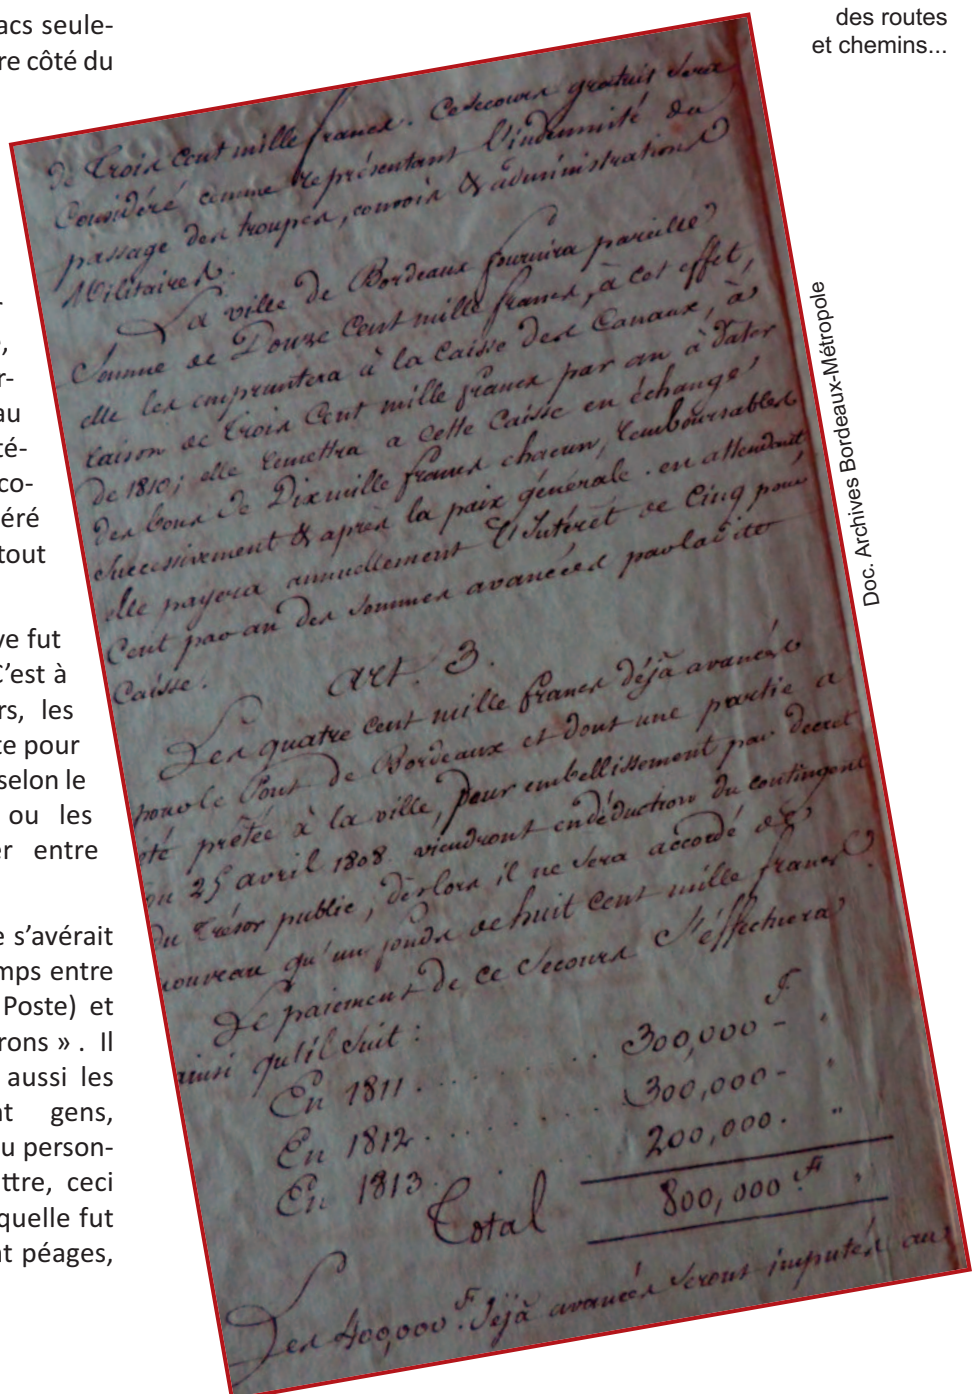 acs seule-
re côté du
des routes
et chemins...
de trois cent mille francs. Ce secours gratuit sera
Considéré comme représentant l'indemnité du
passage des troupes, convois & administrations
Militaires.
La ville de Bordeaux fournira pareille
Somme de Douze Cent mille francs, à cet effet,
elle les empruntera à la Caisse des Canaux, à
raison de trois Cent mille francs par an à dater
de 1810; elle remettra a cette Caisse en échange
des bons de Dix mille francs chacun, remboursables
Successivement & après la paix générale. en attendant
elle payera annuellement l'Intérêt de Cinq pour
Cent par an des Sommes avancées par la dite
Caisse.
art. 3.
Les quatre cent mille francs déjà avancés
pour le Pont de Bordeaux et dont une partie a
été prêtée à la ville, pour embellissement par decret
du 25 avril 1808 viendront en déduction du contingent
du trésor public, dèslors il ne sera accordé de
nouveau qu'un fonds de huit Cent mille francs.
Le paiement de ce Secours s'effectuera
ainsi qu'il suit :
F
En 1811 . . . . . . . . 300,000 - "
En 1812 . . . . . . . . 300,000 - "
En 1813 . . . . . . . . 200,000. "
Total 800,000 F "
Les 400,000 F. déjà avancés seront imputés au
Doc. Archives Bordeaux-Métropole
,
r-
au
té-
co-
éré
tout
ve fut
C'est à
rs, les
te pour
selon le
ou les
er entre
e s'avérait
mps entre
Poste) et
rons » . Il
aussi les
nt gens,
u person-
ttre, ceci
quelle fut
nt péages,